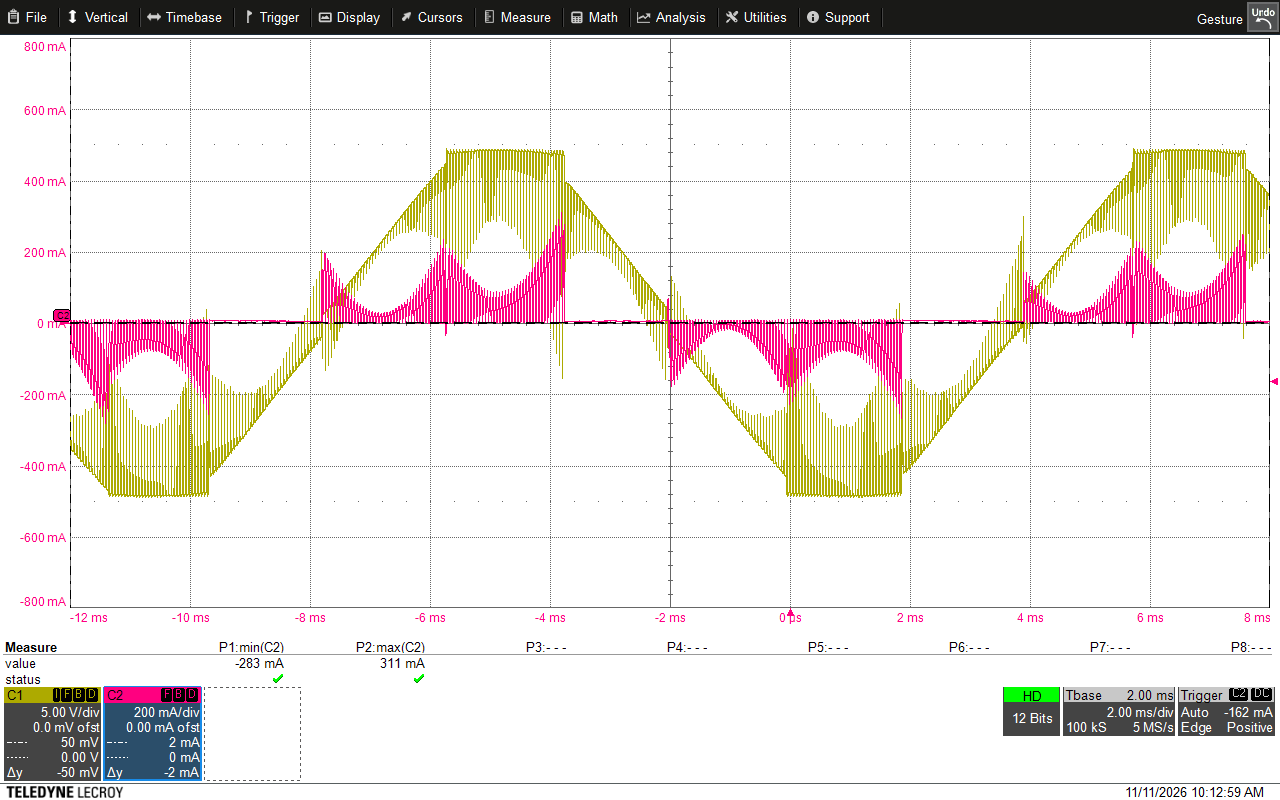 File Vertical Timebase Trigger Display Cursors Measure Math Analysis Utilities Support Gesture Undo
800 mA
600 mA
400 mA
200 mA
C2
0 mA
-200 mA
-400 mA
-600 mA
-800 mA
-12 ms -10 ms -8 ms -6 ms -4 ms -2 ms 0 µs 2 ms 4 ms 6 ms 8 ms
Measure P1:min(C2) P2:max(C2) P3:- - - P4:- - - P5:- - - P6:- - - P7:- - - P8:- - -
value -283 mA 311 mA
status
C1 I F B D C2 F B D HD Tbase 2.00 ms Trigger C2 DC
5.00 V/div 200 mA/div 12 Bits 2.00 ms/div Auto -162 mA
0.0 mV ofst 0.00 mA ofst 100 kS 5 MS/s Edge Positive
50 mV 2 mA
0.00 V 0 mA
Δy -50 mV Δy -2 mA
TELEDYNE LECROY 11/11/2026 10:12:59 AM